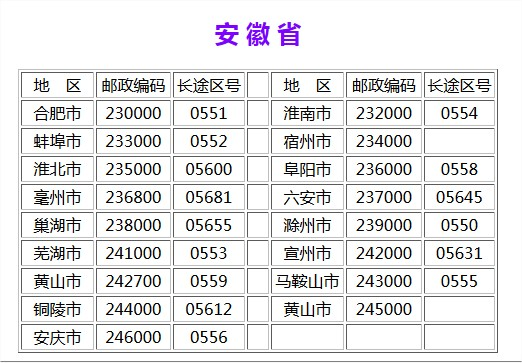 安徽省
地 区 邮政编码 长途区号 地 区 邮政编码 长途区号
合肥市 230000 0551 淮南市 232000 0554
蚌埠市 233000 0552 宿州市 234000
淮北市 235000 05600 阜阳市 236000 0558
亳州市 236800 05681 六安市 237000 05645
巢湖市 238000 05655 滁州市 239000 0550
芜湖市 241000 0553 宣州市 242000 05631
黄山市 242700 0559 马鞍山市 243000 0555
铜陵市 244000 05612 黄山市 245000
安庆市 246000 0556